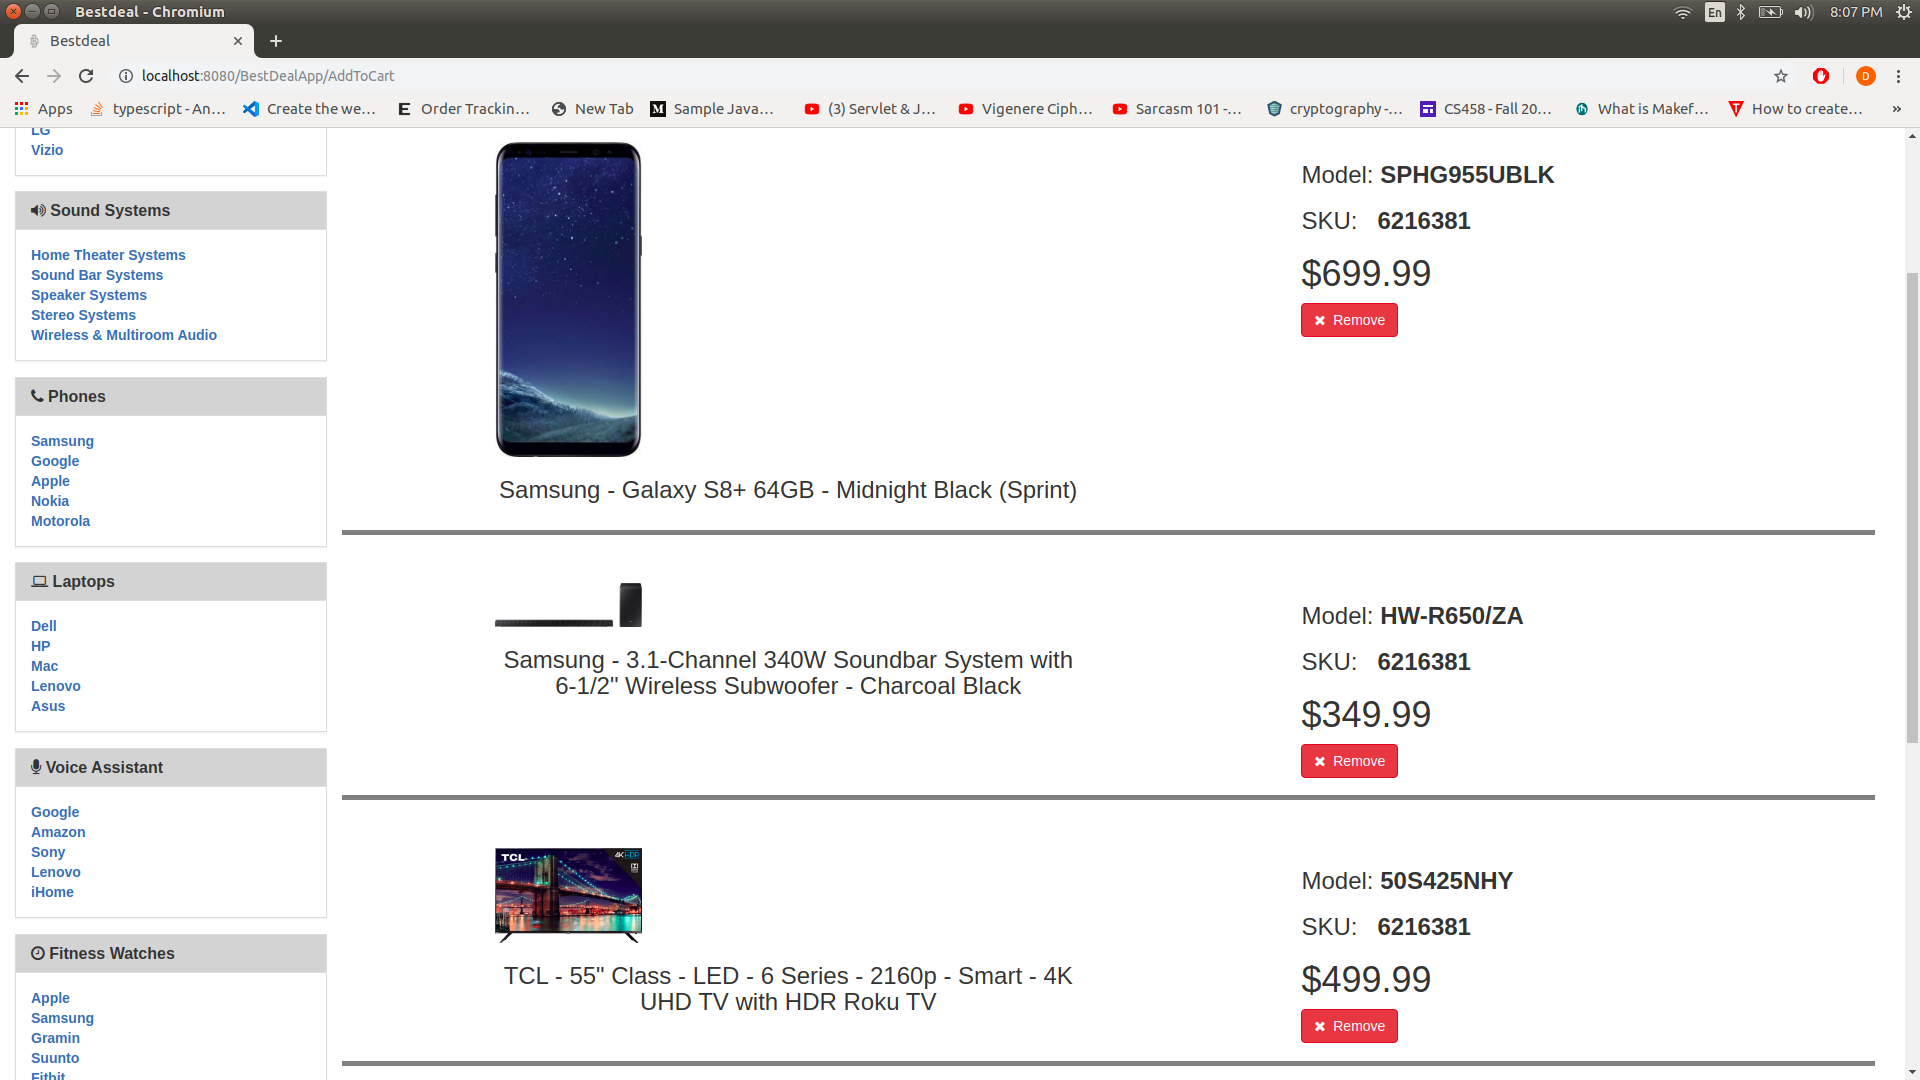 Bestdeal - Chromium
En
8:07 PM
Bestdeal
localhost:8080/BestDealApp/AddToCart
D
Apps
typescript - An...
Create the we...
E Order Trackin...
New Tab
M Sample Java...
(3) Servlet & J...
Vigenere Ciph...
Sarcasm 101 -...
cryptography -...
CS458 - Fall 20...
What is Makef...
How to create...
»
LG
Vizio
Sound Systems
Home Theater Systems
Sound Bar Systems
Speaker Systems
Stereo Systems
Wireless & Multiroom Audio
Phones
Samsung
Google
Apple
Nokia
Motorola
Laptops
Dell
HP
Mac
Lenovo
Asus
Voice Assistant
Google
Amazon
Sony
Lenovo
iHome
Fitness Watches
Apple
Samsung
Gramin
Suunto
Fitbit
Samsung - Galaxy S8+ 64GB - Midnight Black (Sprint)
Model: SPHG955UBLK
SKU: 6216381
$699.99
Remove
Samsung - 3.1-Channel 340W Soundbar System with
6-1/2" Wireless Subwoofer - Charcoal Black
Model: HW-R650/ZA
SKU: 6216381
$349.99
Remove
TCL
4K HDR
TCL - 55" Class - LED - 6 Series - 2160p - Smart - 4K
UHD TV with HDR Roku TV
Model: 50S425NHY
SKU: 6216381
$499.99
Remove